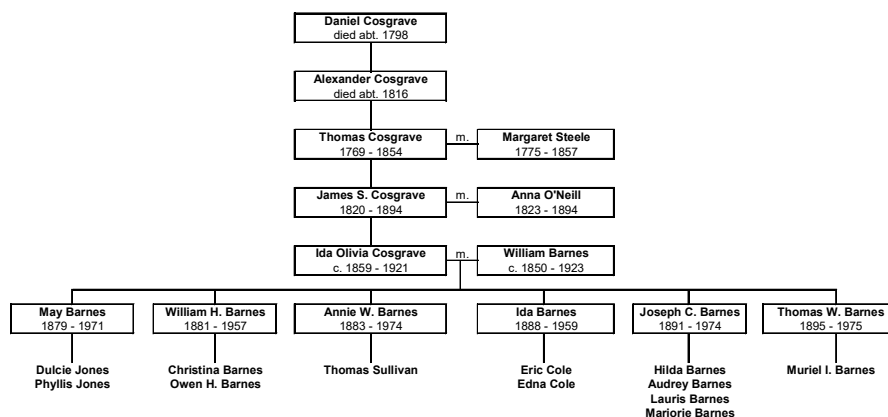 Daniel Cosgrave
died abt. 1798
Alexander Cosgrave
died abt. 1816
Thomas Cosgrave
1769 - 1854
m.
Margaret Steele
1775 - 1857
James S. Cosgrave
1820 - 1894
m.
Anna O'Neill
1823 - 1894
Ida Olivia Cosgrave
c. 1859 - 1921
m.
William Barnes
c. 1850 - 1923
May Barnes
1879 - 1971
William H. Barnes
1881 - 1957
Annie W. Barnes
1883 - 1974
Ida Barnes
1888 - 1959
Joseph C. Barnes
1891 - 1974
Thomas W. Barnes
1895 - 1975
Dulcie Jones
Phyllis Jones
Christina Barnes
Owen H. Barnes
Thomas Sullivan
Eric Cole
Edna Cole
Hilda Barnes
Audrey Barnes
Lauris Barnes
Marjorie Barnes
Muriel I. Barnes